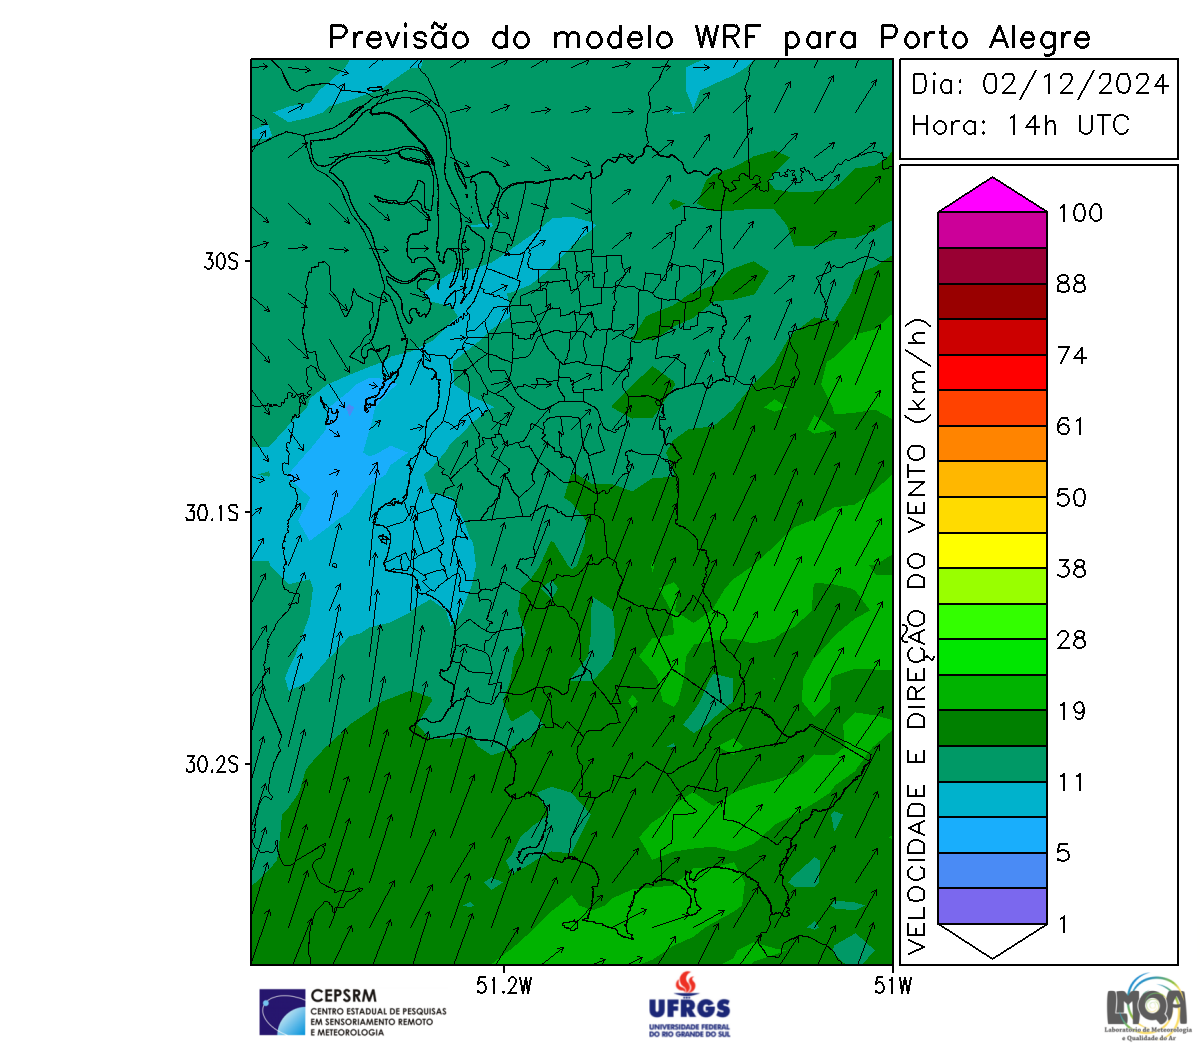 Previsão do modelo WRF para Porto Alegre
Dia: 02/12/2024
Hora: 14h UTC
VELOCIDADE E DIREÇÃO DO VENTO (km/h)
100
88
74
61
50
38
28
19
11
5
1
30S
30.1S
30.2S
51.2W
51W
CEPSRM
CENTRO ESTADUAL DE PESQUISAS
EM SENSORIAMENTO REMOTO
E METEOROLOGIA
UFRGS
UNIVERSIDADE FEDERAL
DO RIO GRANDE DO SUL
LMQA
Laboratório de Meteorologia
e Qualidade do Ar